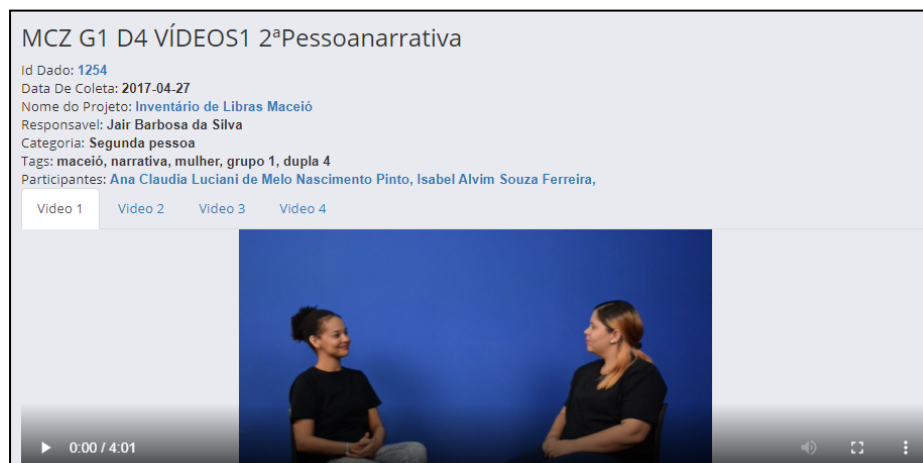 MCZ G1 D4 VÍDEOS1 2ªPessoanarrativa
Id Dado: 1254
Data De Coleta: 2017-04-27
Nome do Projeto: Inventário de Libras Maceió
Responsavel: Jair Barbosa da Silva
Categoria: Segunda pessoa
Tags: maceió, narrativa, mulher, grupo 1, dupla 4
Participantes: Ana Claudia Luciani de Melo Nascimento Pinto, Isabel Alvim Souza Ferreira,
Video 1 Video 2 Video 3 Video 4
0:00 / 4:01